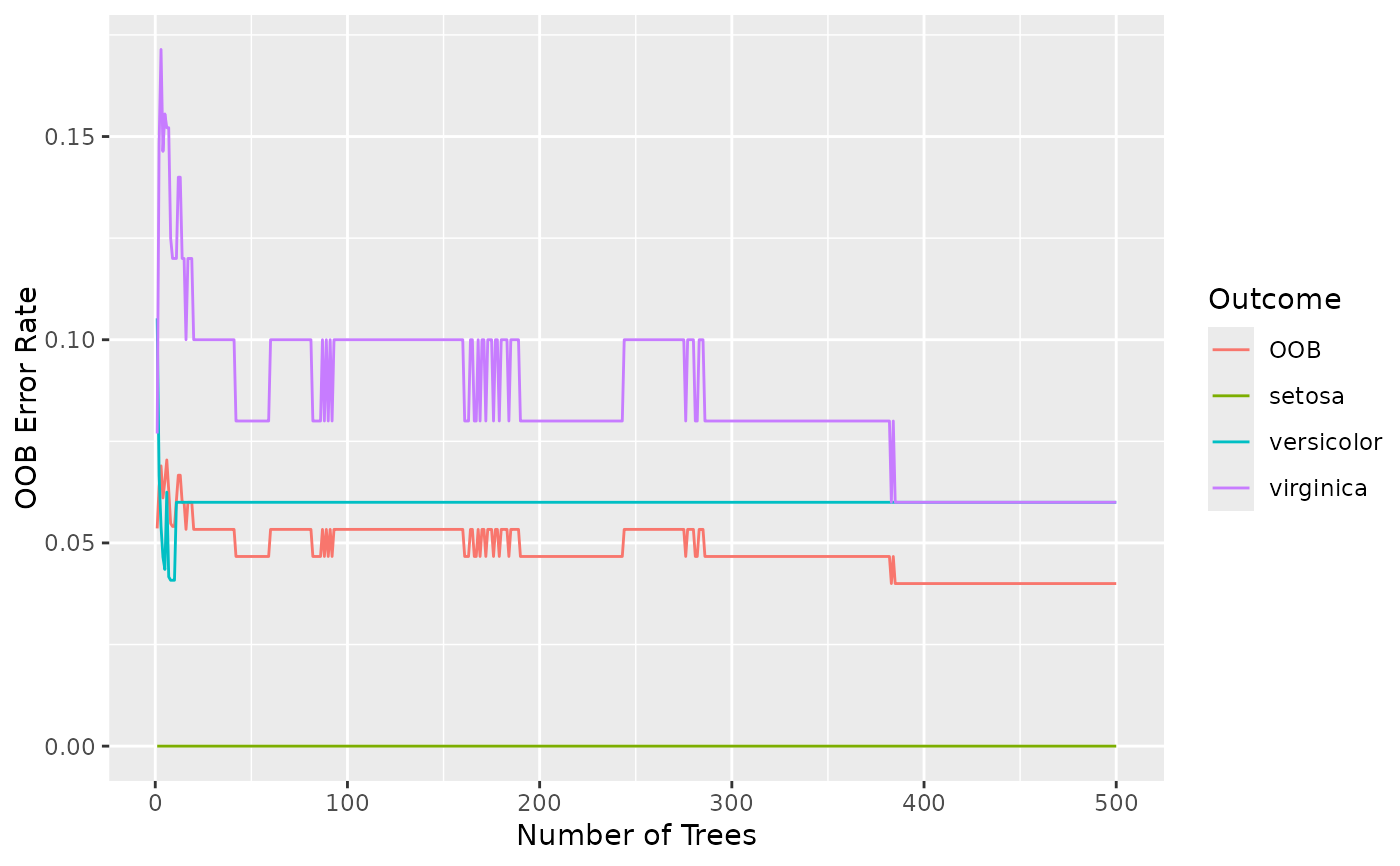 0.15
0.10
0.05
0.00
OOB Error Rate
0 100 200 300 400 500
Number of Trees
Outcome
OOB
setosa
versicolor
virginica